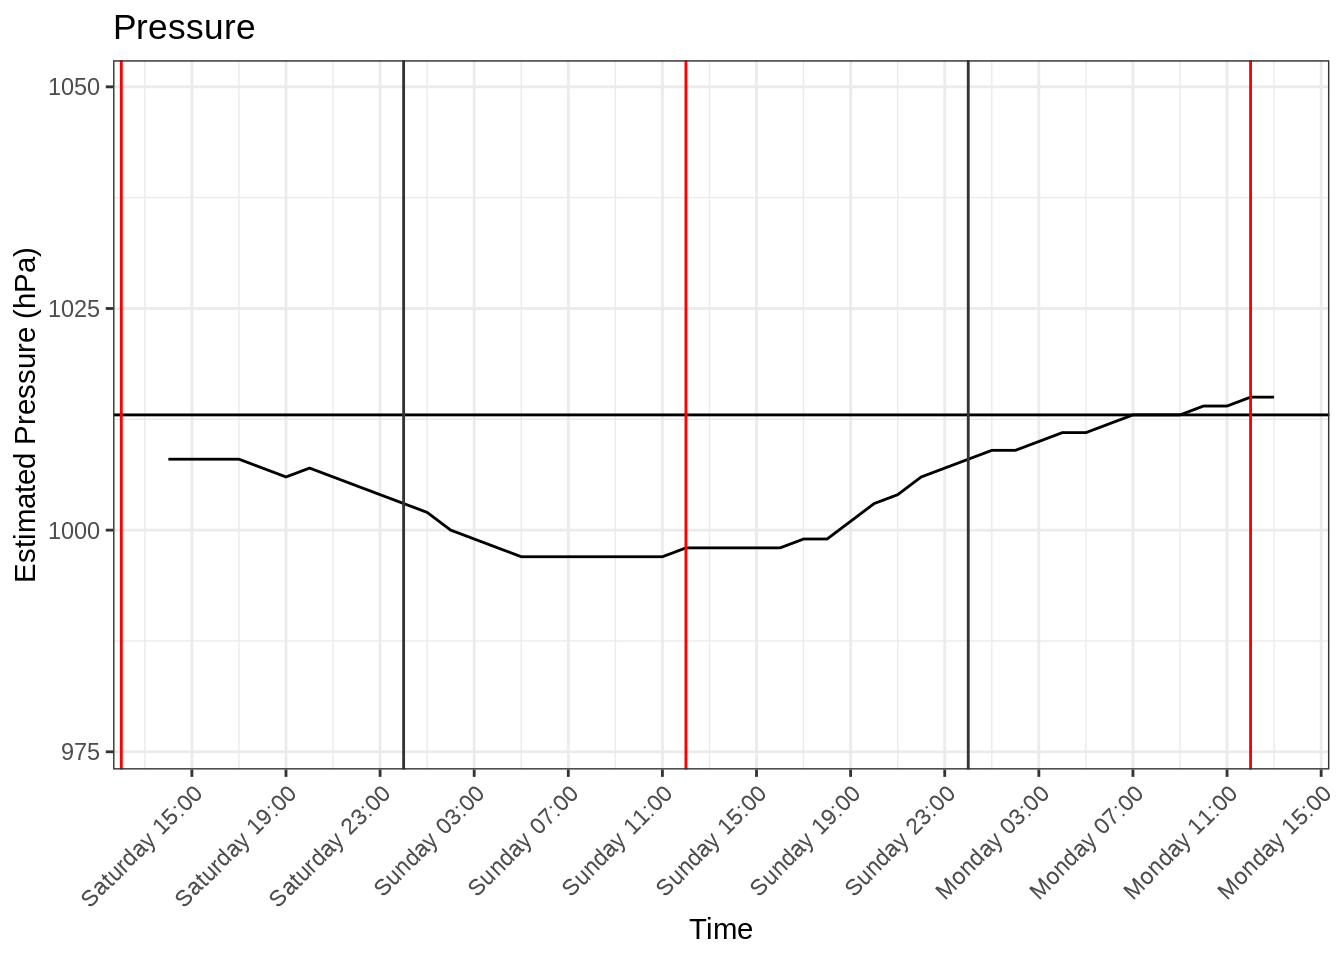 Pressure
Estimated Pressure (hPa)
1050
1025
1000
975
Saturday 15:00
Saturday 19:00
Saturday 23:00
Sunday 03:00
Sunday 07:00
Sunday 11:00
Sunday 15:00
Sunday 19:00
Sunday 23:00
Monday 03:00
Monday 07:00
Monday 11:00
Monday 15:00
Time